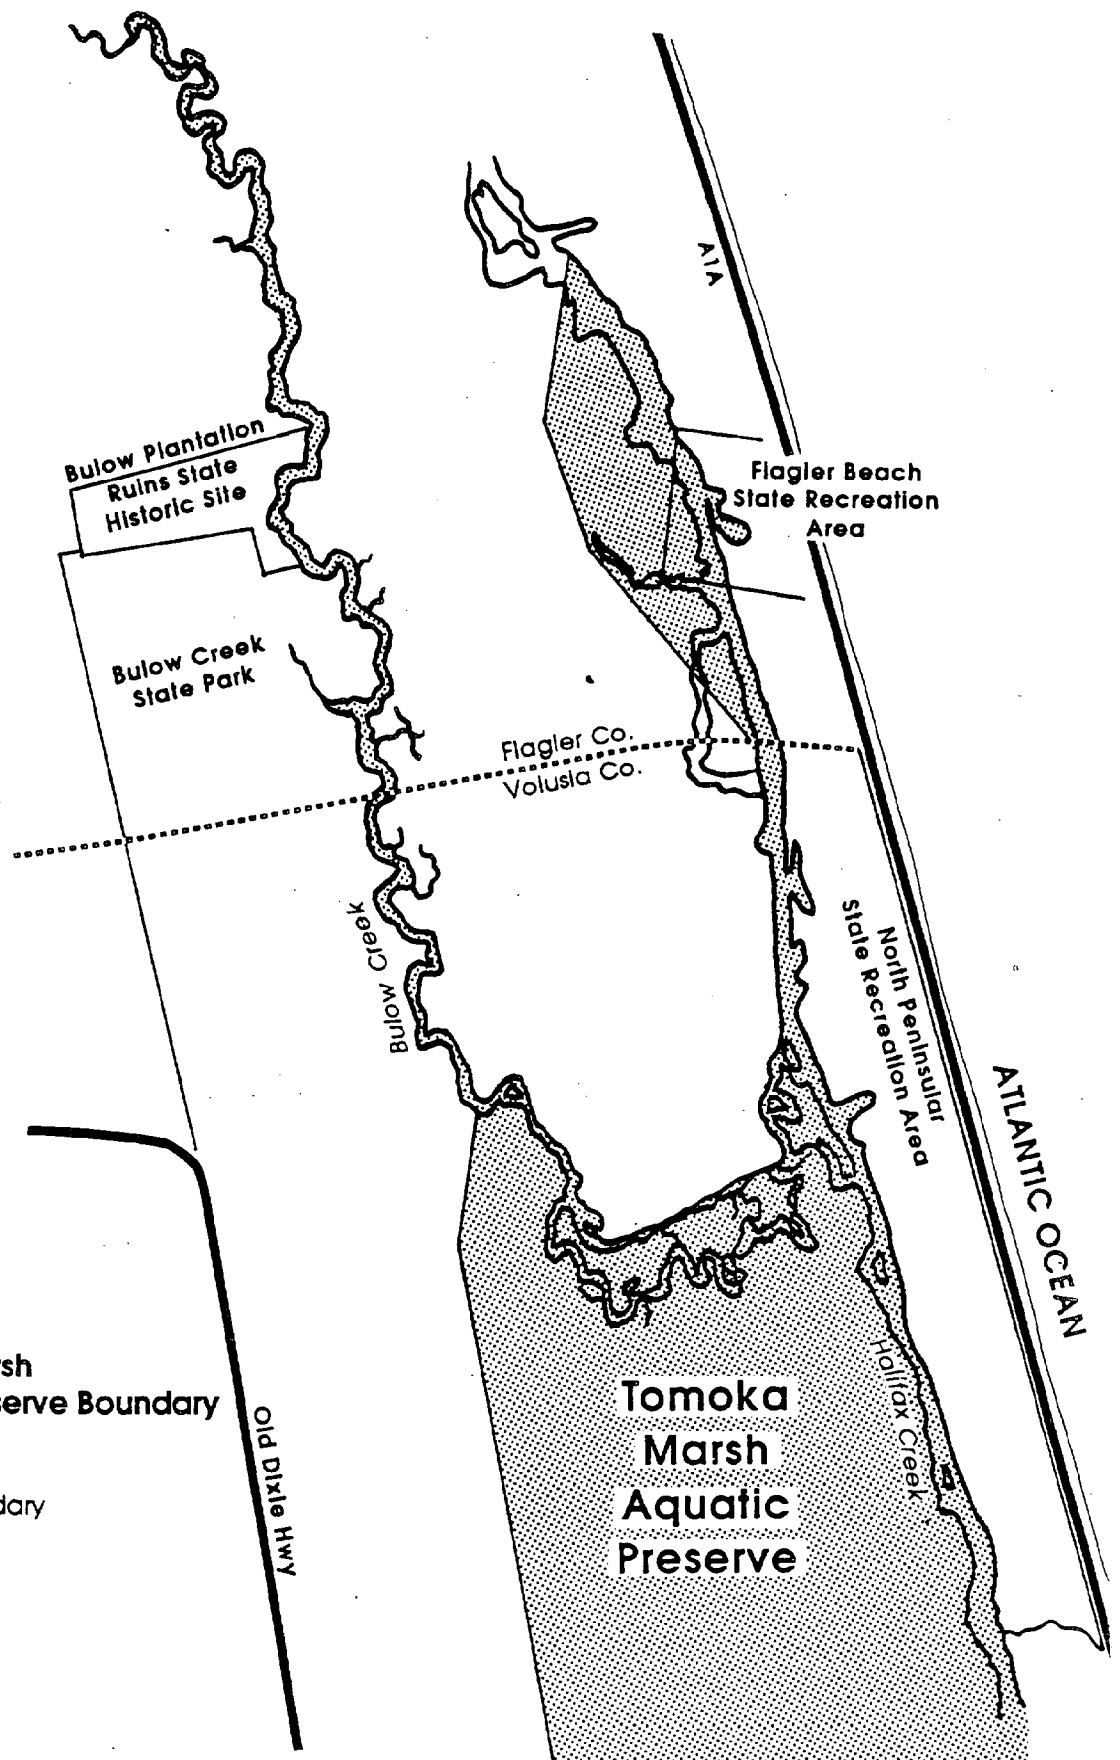 A1A
Bulow Plantation
Ruins State
Historic Site
Flagler Beach
State Recreation
Area
Bulow Creek
State Park
Flagler Co.
Volusia Co.
Bulow Creek
North Peninsular
State Recreation Area
ATLANTIC OCEAN
rsh
serve Boundary
dary
Old Dixie Hwy
Halifax Creek
Tomoka
Marsh
Aquatic
Preserve